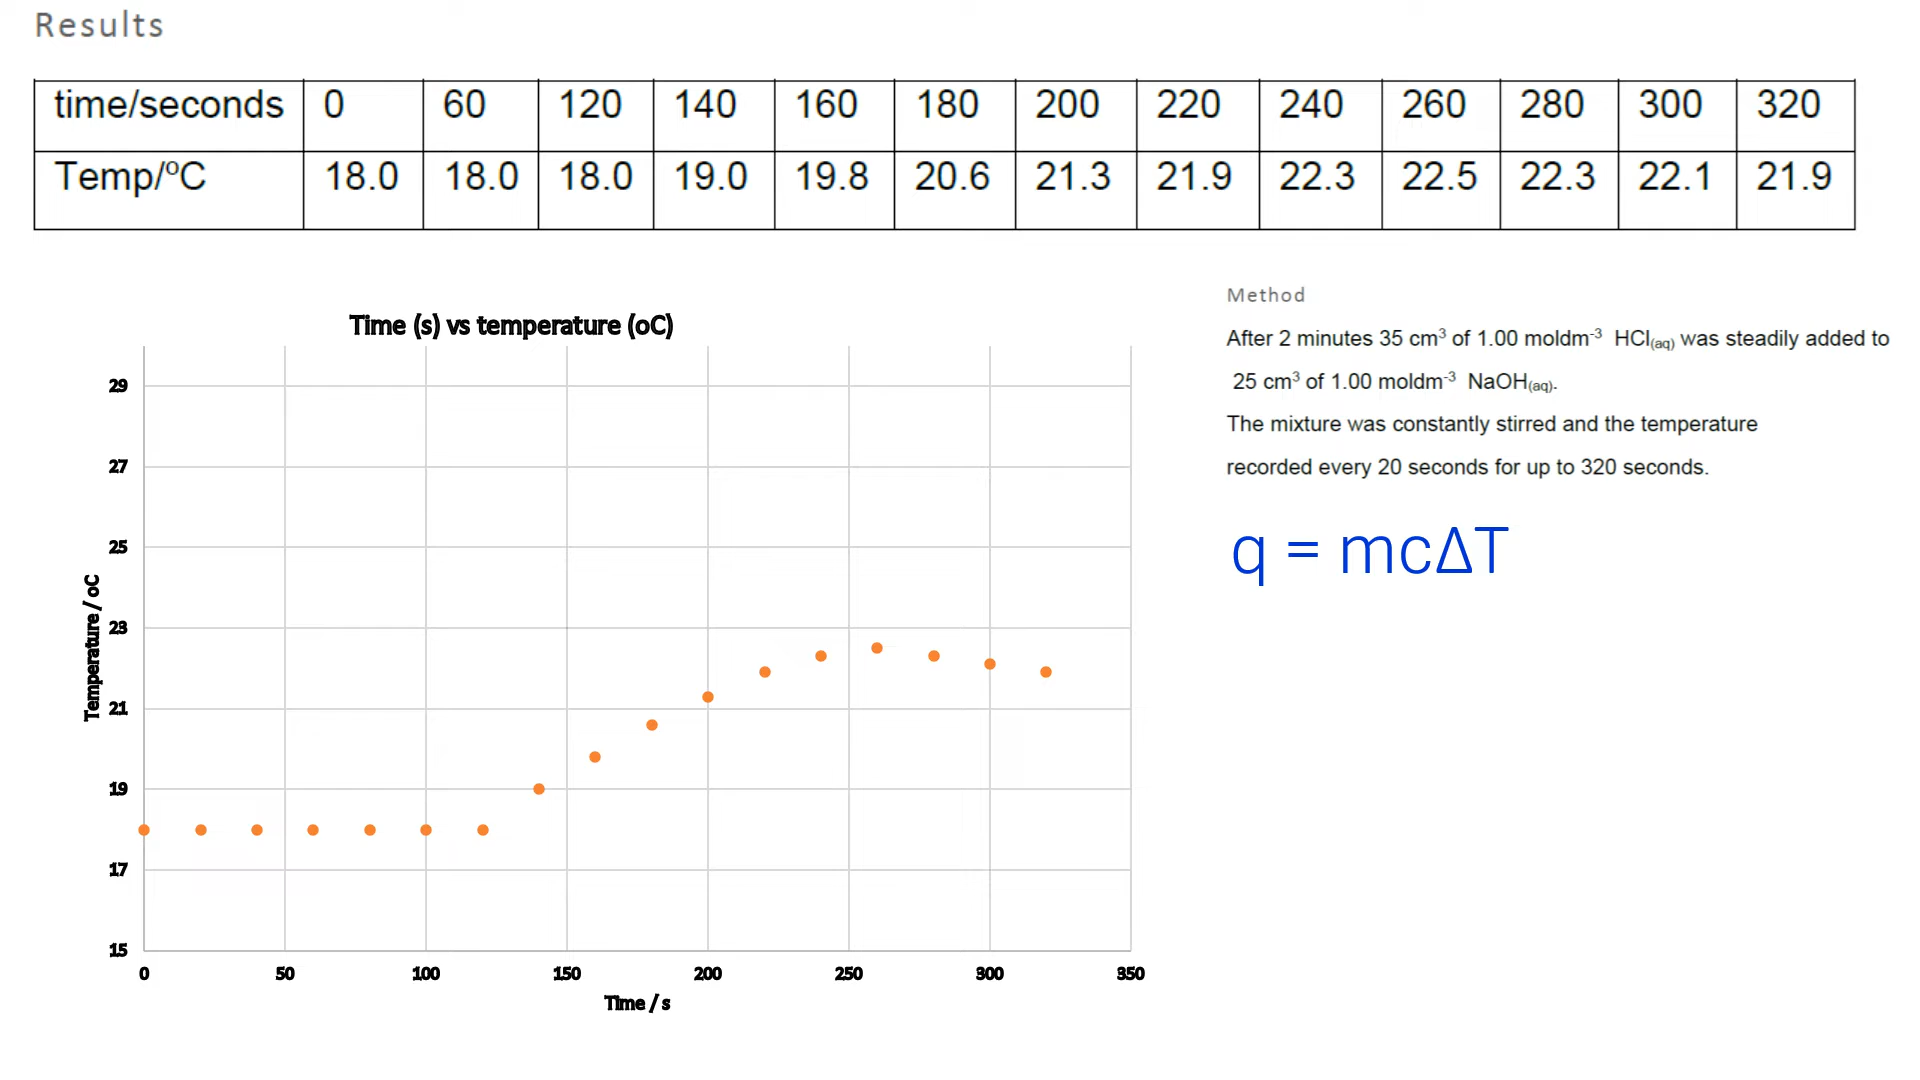 Results
time/seconds 0 60 120 140 160 180 200 220 240 260 280 300 320
Temp/⁰C 18.0 18.0 18.0 19.0 19.8 20.6 21.3 21.9 22.3 22.5 22.3 22.1 21.9
Method
After 2 minutes 35 cm³ of 1.00 moldm⁻³ HCl(aq) was steadily added to
25 cm³ of 1.00 moldm⁻³ NaOH(aq).
The mixture was constantly stirred and the temperature
recorded every 20 seconds for up to 320 seconds.
q = mcΔT
Time (s) vs temperature (oC)
29
27
25
23
21
19
17
15
Temperature / oC
0 50 100 150 200 250 300 350
Time / s